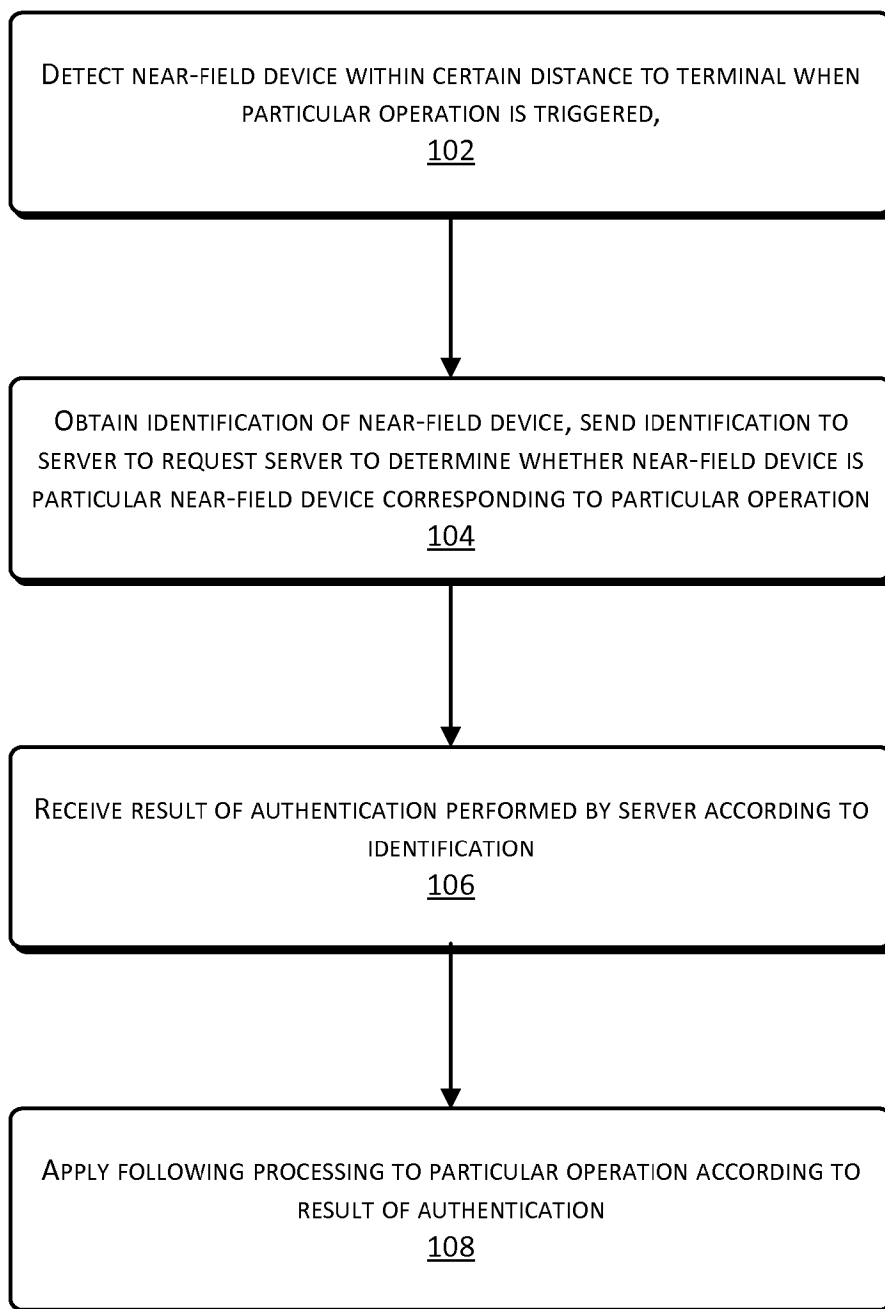 DETECT NEAR-FIELD DEVICE WITHIN CERTAIN DISTANCE TO TERMINAL WHEN
PARTICULAR OPERATION IS TRIGGERED,
102
OBTAIN IDENTIFICATION OF NEAR-FIELD DEVICE, SEND IDENTIFICATION TO
SERVER TO REQUEST SERVER TO DETERMINE WHETHER NEAR-FIELD DEVICE IS
PARTICULAR NEAR-FIELD DEVICE CORRESPONDING TO PARTICULAR OPERATION
104
RECEIVE RESULT OF AUTHENTICATION PERFORMED BY SERVER ACCORDING TO
IDENTIFICATION
106
APPLY FOLLOWING PROCESSING TO PARTICULAR OPERATION ACCORDING TO
RESULT OF AUTHENTICATION
108